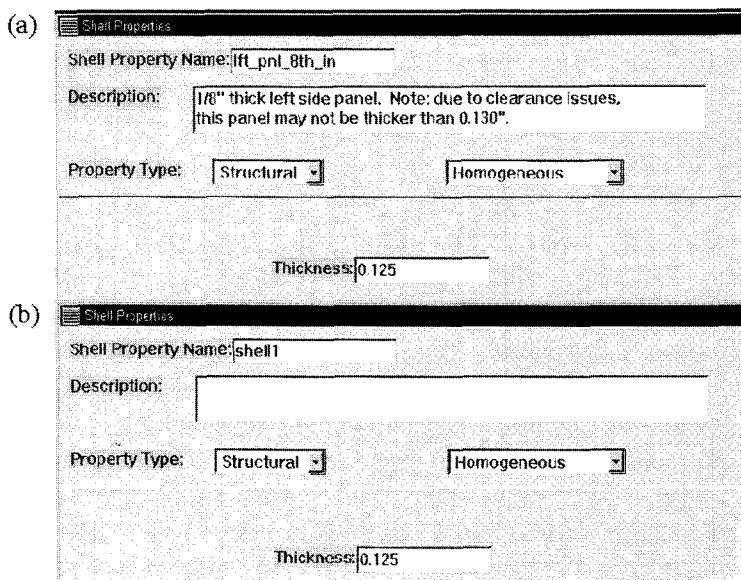 (a)
Shell Properties
Shell Property Name: lft_pnl_8th_in
Description: 1/8" thick left side panel. Note: due to clearance issues,
this panel may not be thicker than 0.130".
Property Type: Structural Homogeneous
Thickness: 0.125
(b)
Shell Properties
Shell Property Name: shell1
Description:
Property Type: Structural Homogeneous
Thickness: 0.125